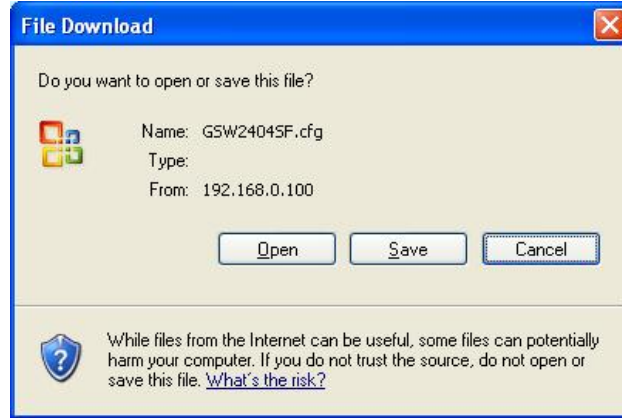 File Download
Do you want to open or save this file?
Name: GSW2404SF.cfg
Type:
From: 192.168.0.100
Open Save Cancel
While files from the Internet can be useful, some files can potentially
harm your computer. If you do not trust the source, do not open or
save this file. What's the risk?